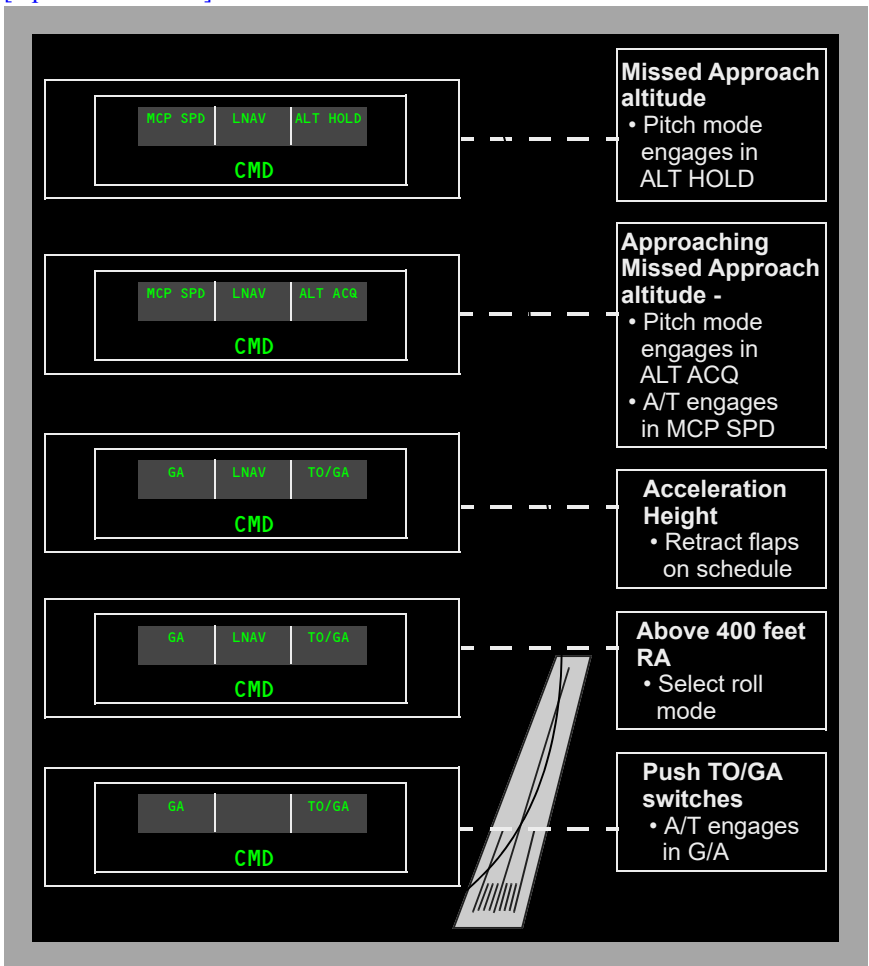 MCP SPD LNAV ALT HOLD
CMD
Missed Approach
altitude
• Pitch mode
engages in
ALT HOLD
MCP SPD LNAV ALT ACQ
CMD
Approaching
Missed Approach
altitude -
• Pitch mode
engages in
ALT ACQ
• A/T engages
in MCP SPD
GA LNAV TO/GA
CMD
Acceleration
Height
• Retract flaps
on schedule
GA LNAV TO/GA
CMD
Above 400 feet
RA
• Select roll
mode
GA TO/GA
CMD
Push TO/GA
switches
• A/T engages
in G/A